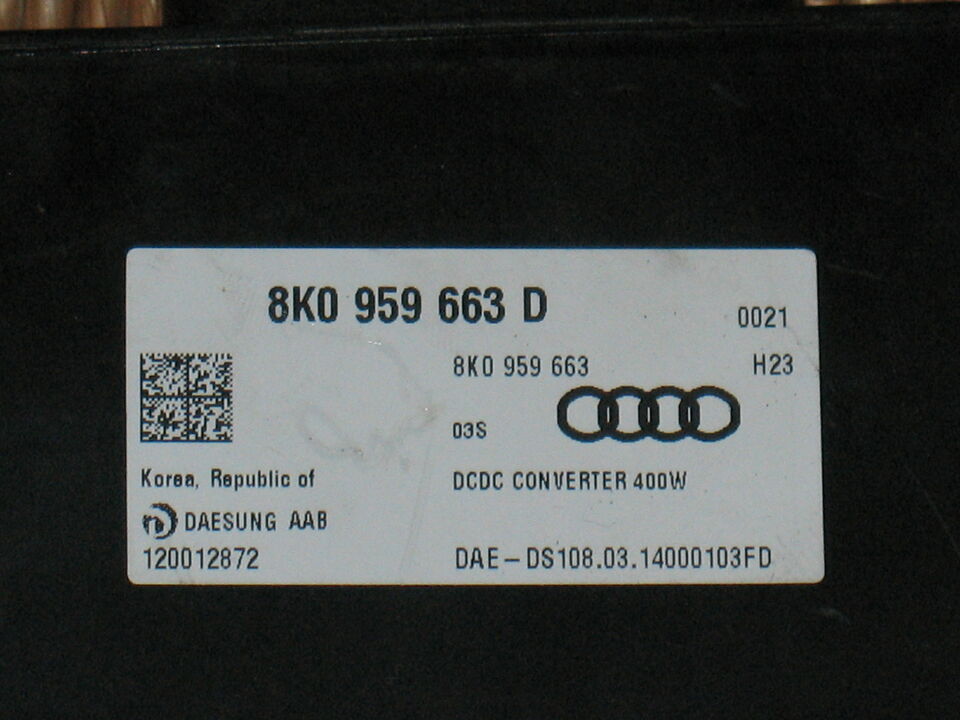 8K0 959 663 D
0021
8K0 959 663
H23
03S
Korea, Republic of
DCDC CONVERTER 400W
DAESUNG AAB
120012872
DAE-DS108.03.14000103FD